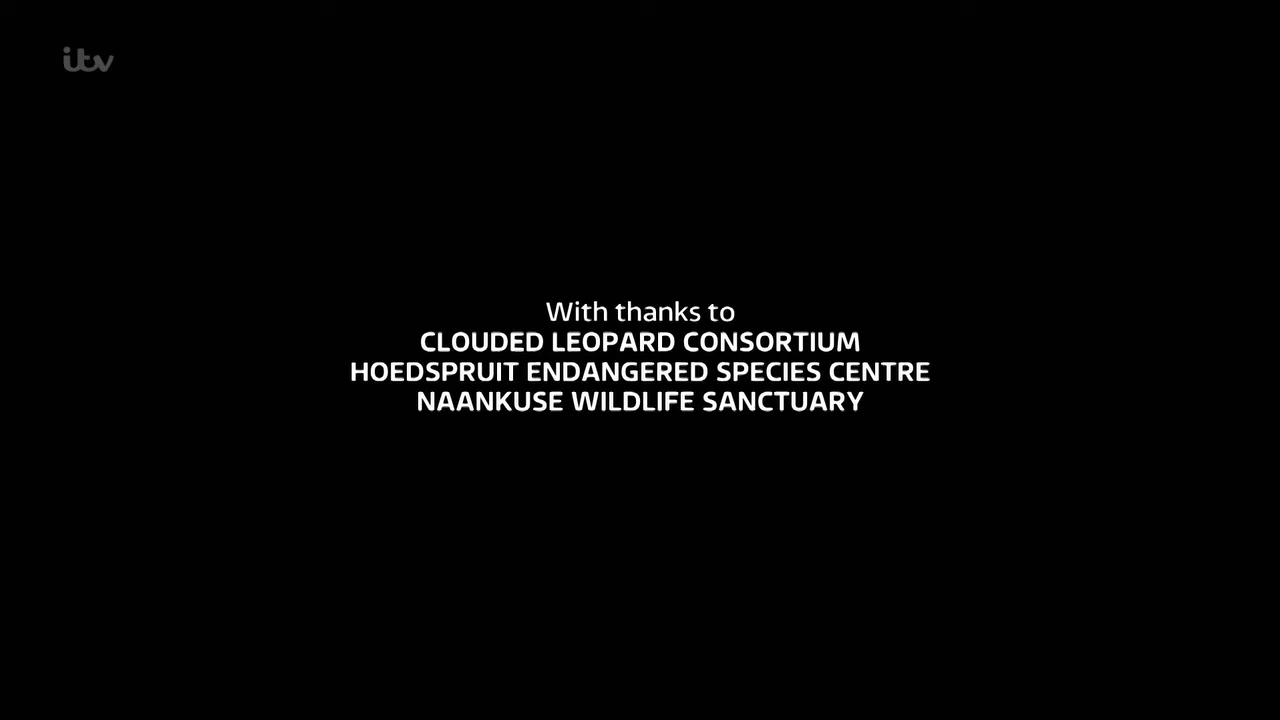 itv
With thanks to
CLOUDED LEOPARD CONSORTIUM
HOEDSPRUIT ENDANGERED SPECIES CENTRE
NAANKUSE WILDLIFE SANCTUARY